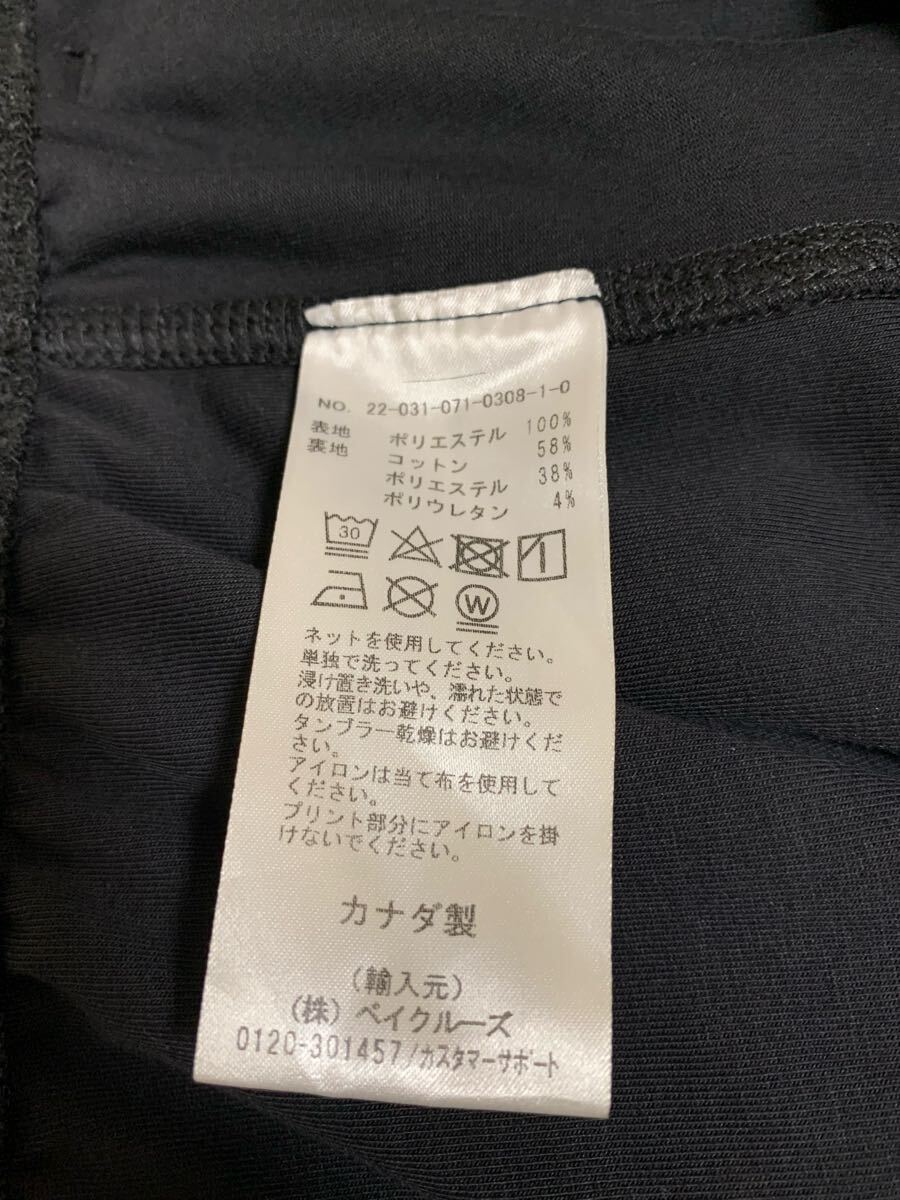 NO. 22-031-071-0308-1-0
表地 ポリエステル 100%
裏地 コットン 58%
ポリエステル 38%
ポリウレタン 4%
30
W
ネットを使用してください。
単独で洗ってください。
浸け置き洗いや、濡れた状態で
の放置はお避けください。
タンブラー乾燥はお避けくだ
さい。
アイロンは当て布を使用して
ください。
プリント部分にアイロンを掛
けないでください。
カナダ製
(輸入元)
(株) ベイクルーズ
0120-301457/カスタマーサポート